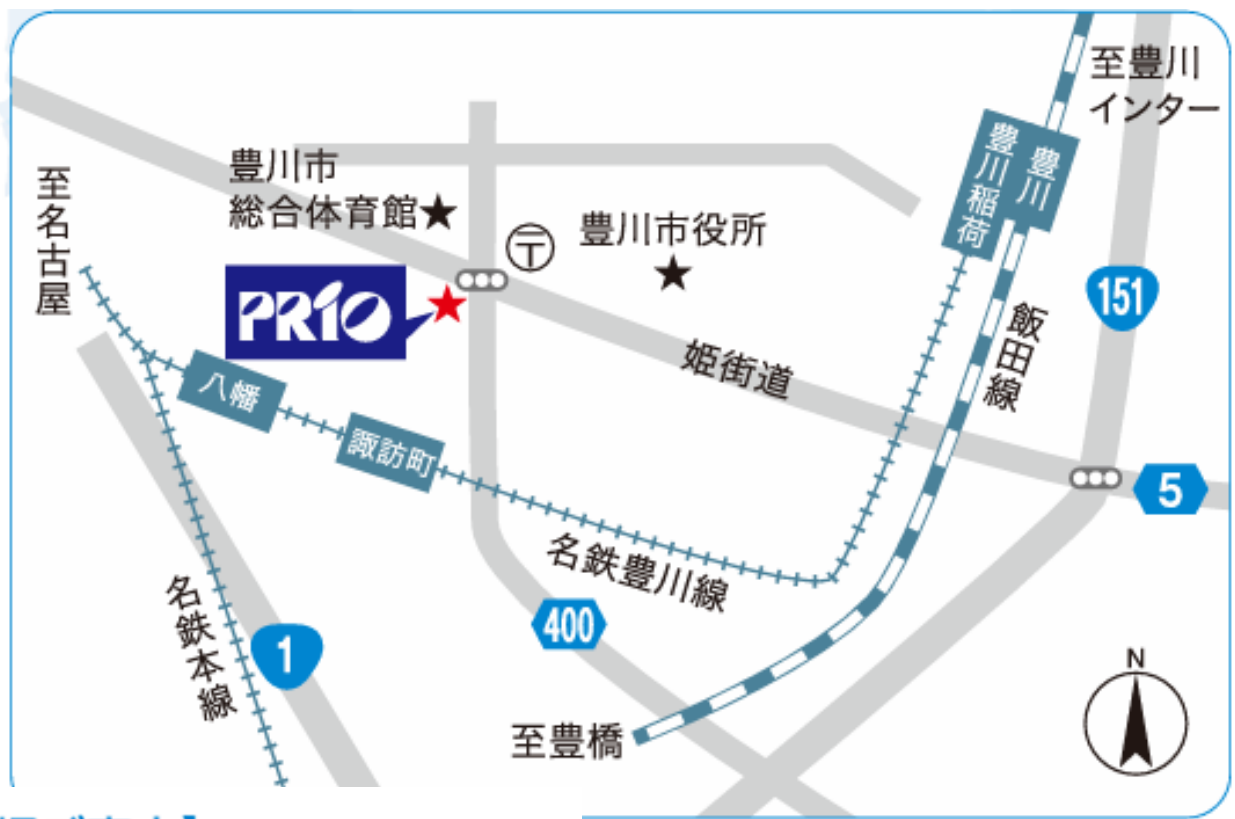 至豊川
インター
豊川
豊川稲荷
豊川市
総合体育館★
〒
豊川市役所
★
至名古屋
PRIO
★
151
飯田線
姫街道
八幡
諏訪町
5
名鉄豊川線
名鉄本線
400
1
N
至豊橋